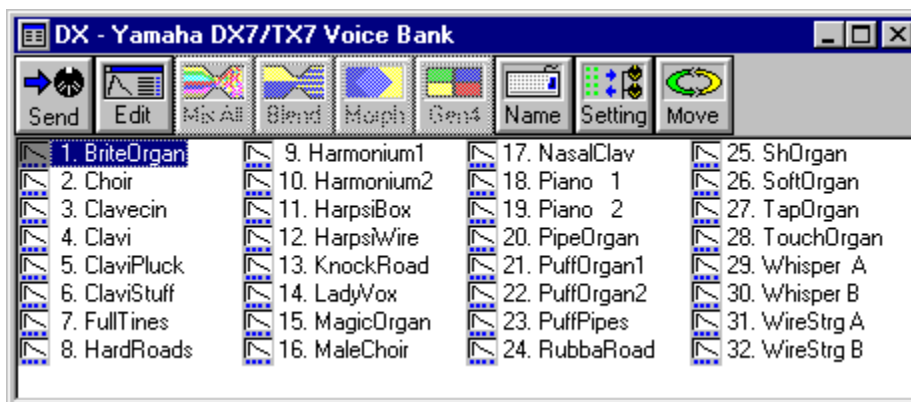 DX - Yamaha DX7/TX7 Voice Bank
Send Edit Mix All Blend Morph Gen4 Name Setting Move
1. BriteOrgan 9. Harmonium1 17. NasalClav 25. ShOrgan
2. Choir 10. Harmonium2 18. Piano 1 26. SoftOrgan
3. Clavecin 11. HarpsiBox 19. Piano 2 27. TapOrgan
4. Clavi 12. HarpsiWire 20. PipeOrgan 28. TouchOrgan
5. ClaviPluck 13. KnockRoad 21. PuffOrgan1 29. Whisper A
6. ClaviStuff 14. LadyVox 22. PuffOrgan2 30. Whisper B
7. FullTines 15. MagicOrgan 23. PuffPipes 31. WireStrg A
8. HardRoads 16. MaleChoir 24. RubbaRoad 32. WireStrg B